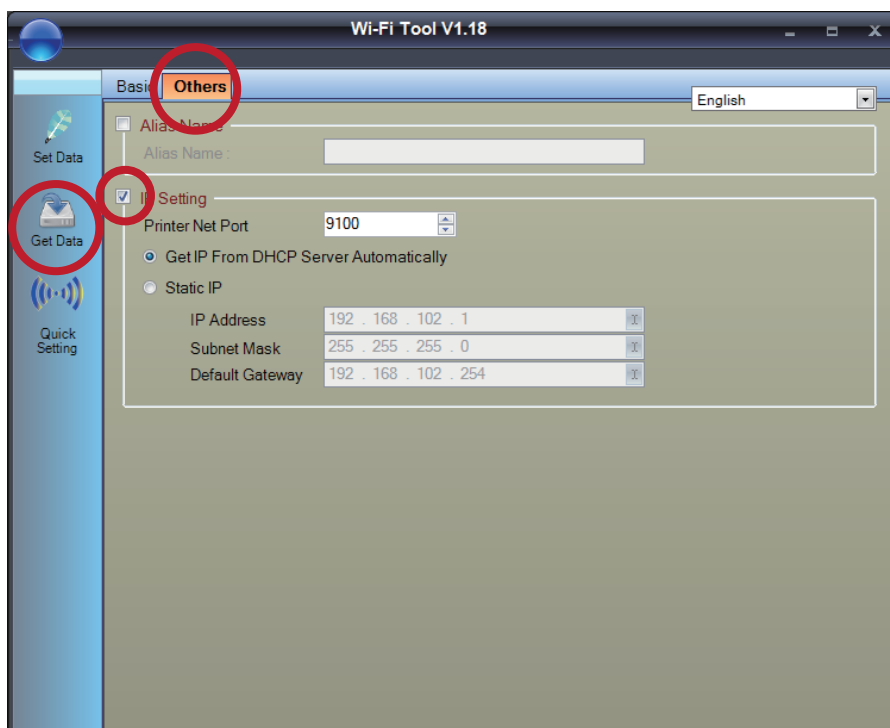 Wi-Fi Tool V1.18
Basic Others
English
Alias Name
Set Data
Alias Name :
IP Setting
Printer Net Port 9100
Get Data
Get IP From DHCP Server Automatically
Static IP
IP Address 192 . 168 . 102 . 1
Quick
Setting
Subnet Mask 255 . 255 . 255 . 0
Default Gateway 192 . 168 . 102 . 254